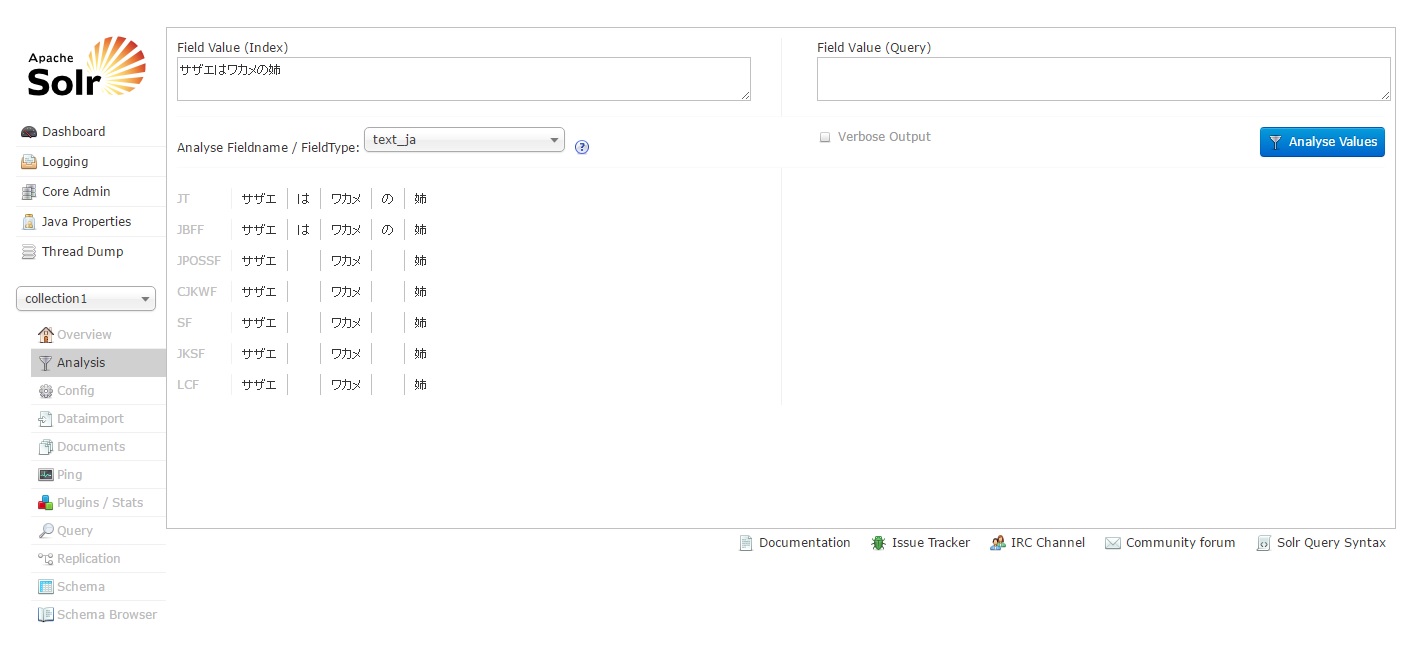 Apache
Solr
Dashboard
Logging
Core Admin
Java Properties
Thread Dump
collection1
Overview
Analysis
Config
Dataimport
Documents
Ping
Plugins / Stats
Query
Replication
Schema
Schema Browser
Field Value (Index)
サザエはワカメの姉
Field Value (Query)
Analyse Fieldname / FieldType: text_ja ?
Verbose Output
Analyse Values
JT サザエ は ワカメ の 姉
JBFF サザエ は ワカメ の 姉
JPOSSF サザエ ワカメ 姉
CJKWF サザエ ワカメ 姉
SF サザエ ワカメ 姉
JKSF サザエ ワカメ 姉
LCF サザエ ワカメ 姉
Documentation Issue Tracker IRC Channel Community forum Solr Query Syntax